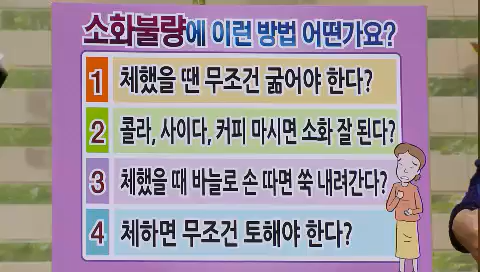 소화불량에 이런 방법 어떤가요?
1 체했을 땐 무조건 굶어야 한다?
2 콜라, 사이다, 커피 마시면 소화 잘 된다?
3 체했을 때 바늘로 손 따면 쑥 내려간다?
4 체하면 무조건 토해야 한다?